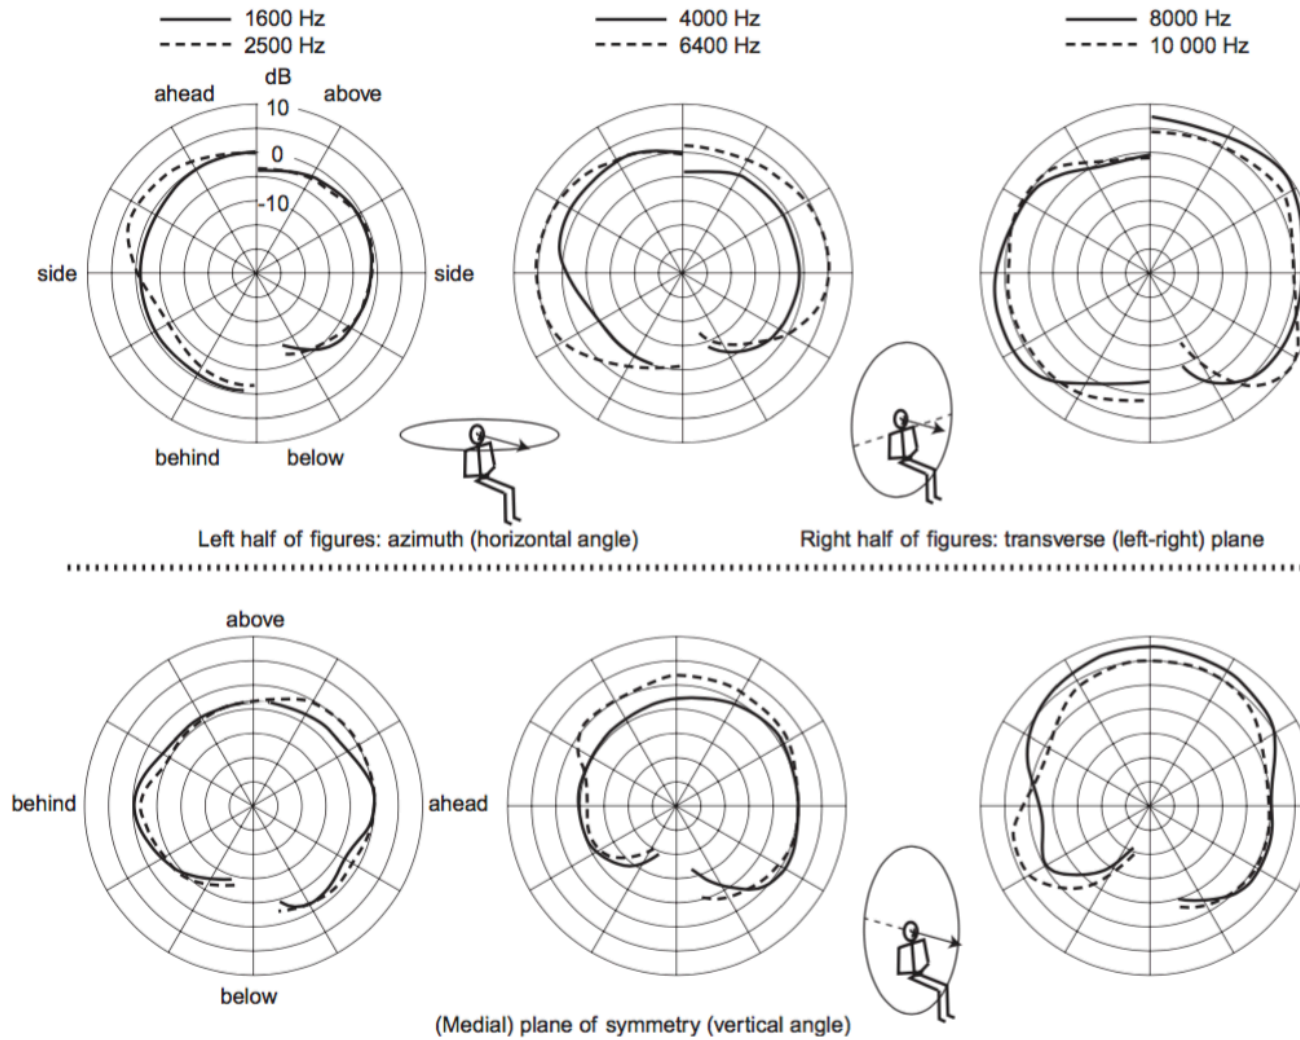 1600 Hz
2500 Hz
4000 Hz
6400 Hz
8000 Hz
10 000 Hz
dB
ahead
10
above
0
-10
side
side
behind
below
Left half of figures: azimuth (horizontal angle)
Right half of figures: transverse (left-right) plane
above
behind
ahead
below
(Medial) plane of symmetry (vertical angle)